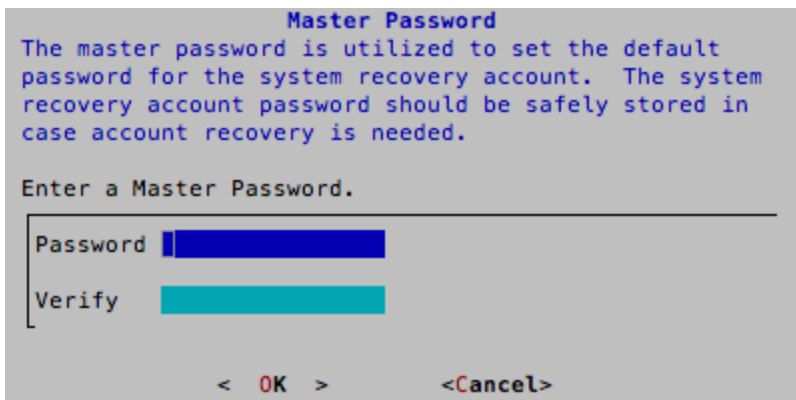 Master Password
The master password is utilized to set the default
password for the system recovery account.  The system
recovery account password should be safely stored in
case account recovery is needed.
Enter a Master Password.
Password
Verify
<  OK  >  <Cancel>